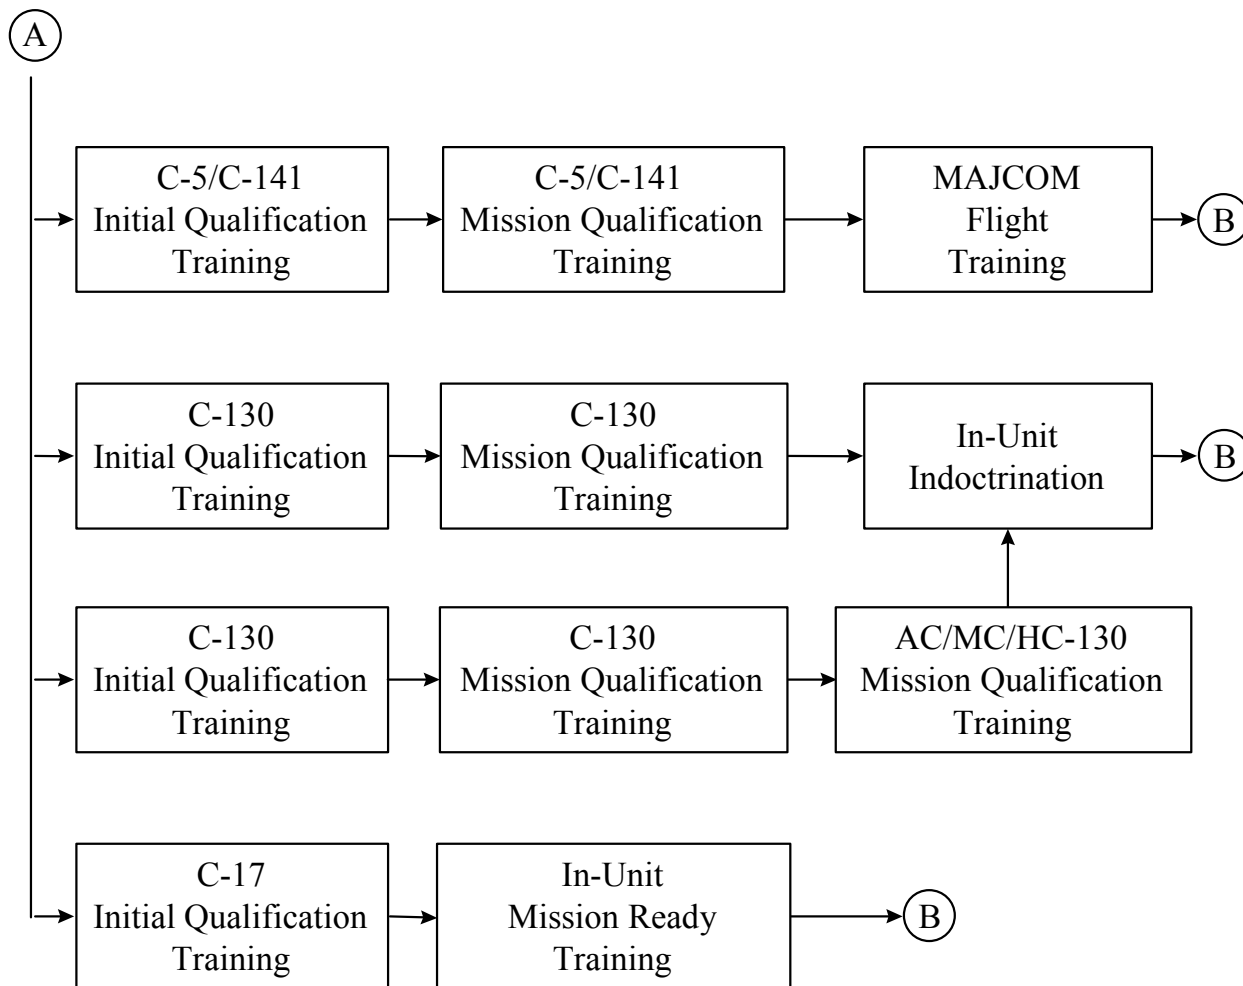 A
C-5/C-141
Initial Qualification
Training
C-5/C-141
Mission Qualification
Training
MAJCOM
Flight
Training
B
C-130
Initial Qualification
Training
C-130
Mission Qualification
Training
In-Unit
Indoctrination
B
C-130
Initial Qualification
Training
C-130
Mission Qualification
Training
AC/MC/HC-130
Mission Qualification
Training
C-17
Initial Qualification
Training
In-Unit
Mission Ready
Training
B